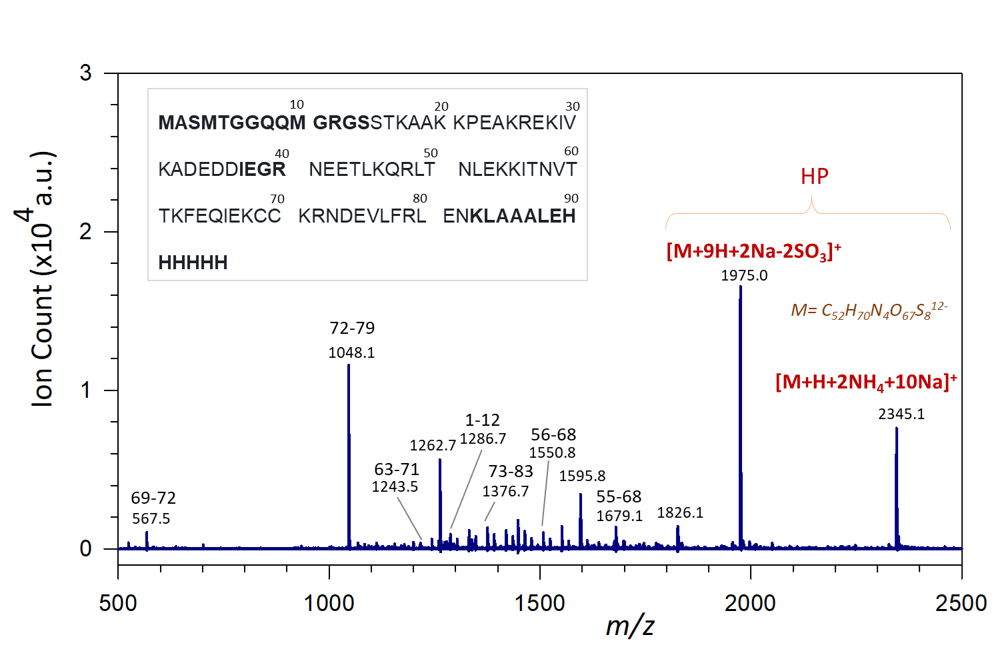 3
2
1
0
Ion Count (x10⁴ a.u.)
10 20 30
MASMTGGQQM GRGSSTKAAK KPEAKREKIV
40 50 60
KADEDDIEGR NEETLKQRLT NLEKKITNVT
70 80 90
TKFEQIEKCC KRNDEVLFRL ENKLAAALEH
HHHHH
HP
[M+9H+2Na-2SO₃]⁺
1975.0
M= C₅₂H₇₀N₄O₆₇S₈¹²⁻
[M+H+2NH₄+10Na]⁺
2345.1
72-79
1048.1
1-12
1262.7 1286.7
56-68
1550.8
63-71
1243.5
73-83
1376.7
1595.8
69-72
567.5
55-68
1679.1
1826.1
500 1000 1500 2000 2500
m/z